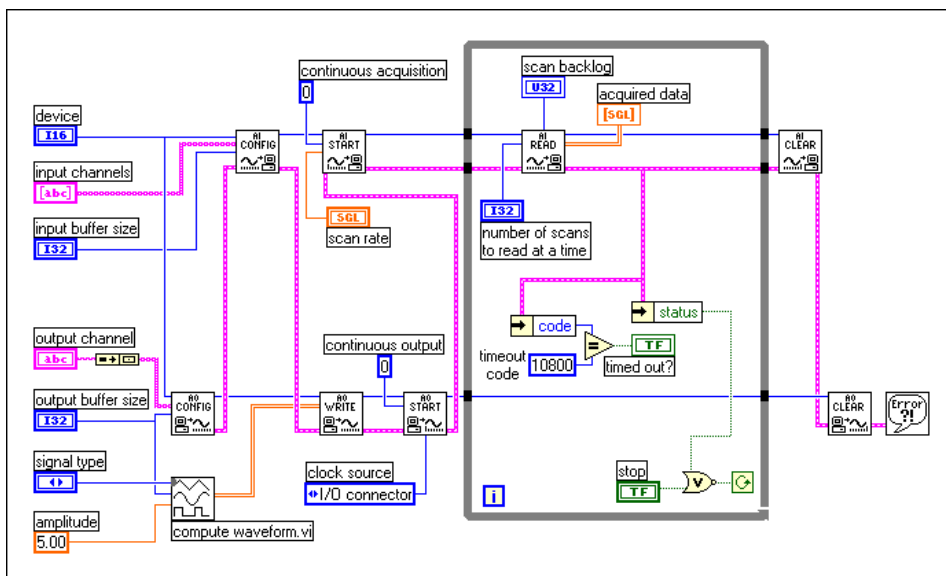 continuous acquisition
0
scan backlog
U32
acquired data
[SGL]
device
I16
AI
CONFIG
AI
START
AI
READ
AI
CLEAR
input channels
[abc]
input buffer size
I32
SGL
scan rate
I32
number of scans
to read at a time
code
status
output channel
abc
continuous output
0
timeout
code
10800
=
TF
timed out?
output buffer size
I32
AO
CONFIG
AO
WRITE
AO
START
AO
CLEAR
Error
?!
signal type
clock source
I/O connector
stop
TF
V
i
amplitude
5.00
compute waveform.vi